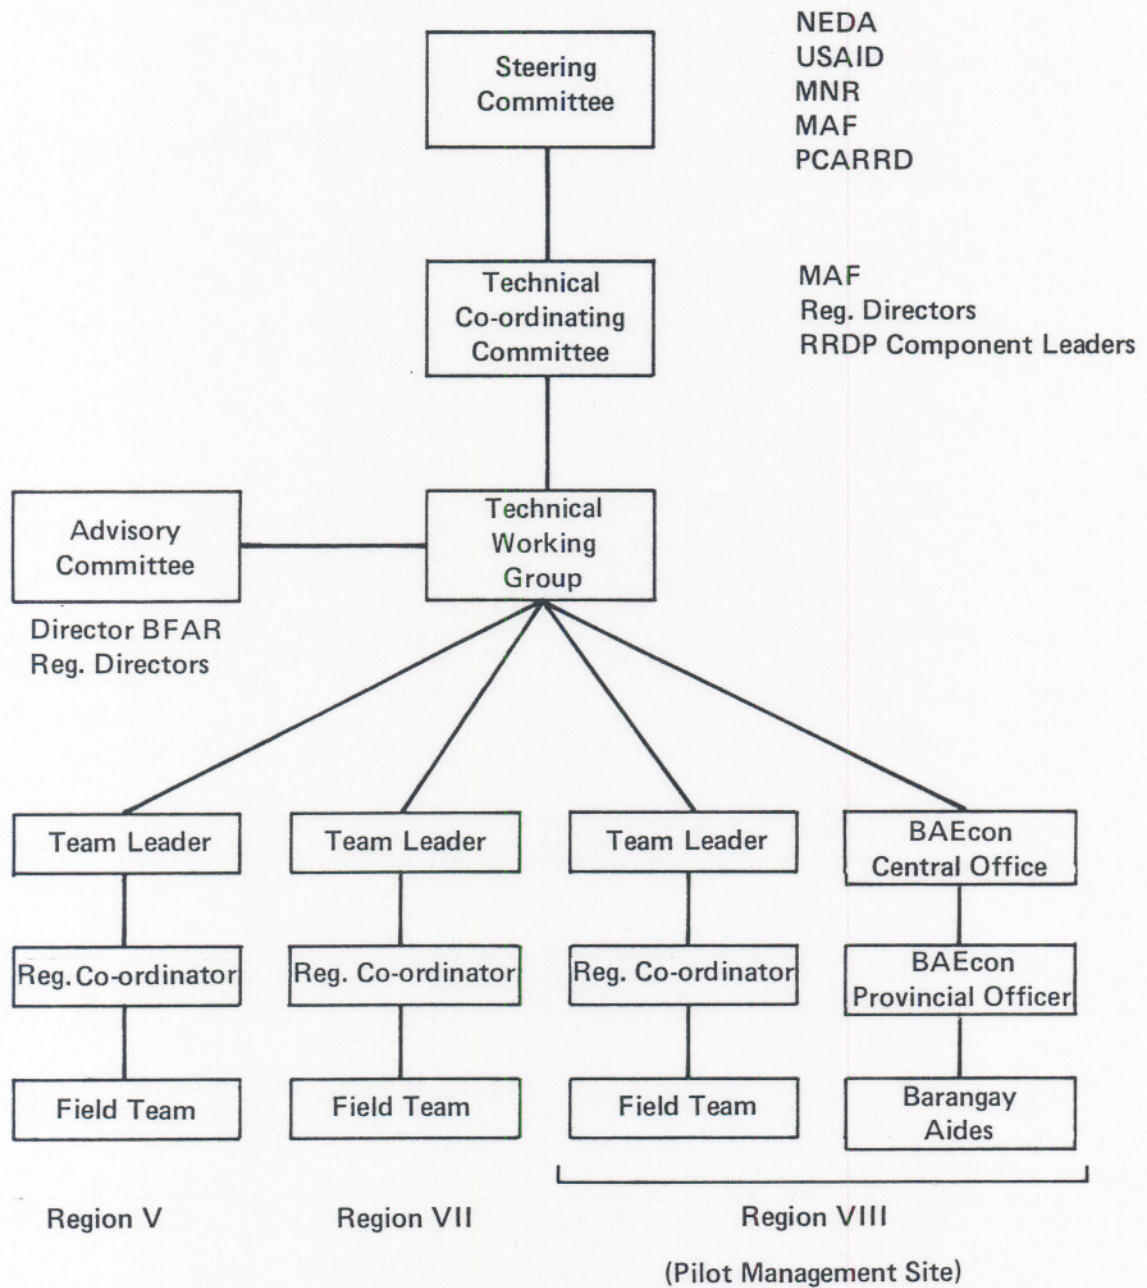 Steering
Committee
NEDA
USAID
MNR
MAF
PCARRD
Technical
Co-ordinating
Committee
MAF
Reg. Directors
RRDP Component Leaders
Advisory
Committee
Director BFAR
Reg. Directors
Technical
Working
Group
Team Leader
Reg. Co-ordinator
Field Team
Region V
Team Leader
Reg. Co-ordinator
Field Team
Region VII
Team Leader
Reg. Co-ordinator
Field Team
BAEcon
Central Office
BAEcon
Provincial Officer
Barangay
Aides
Region VIII
(Pilot Management Site)